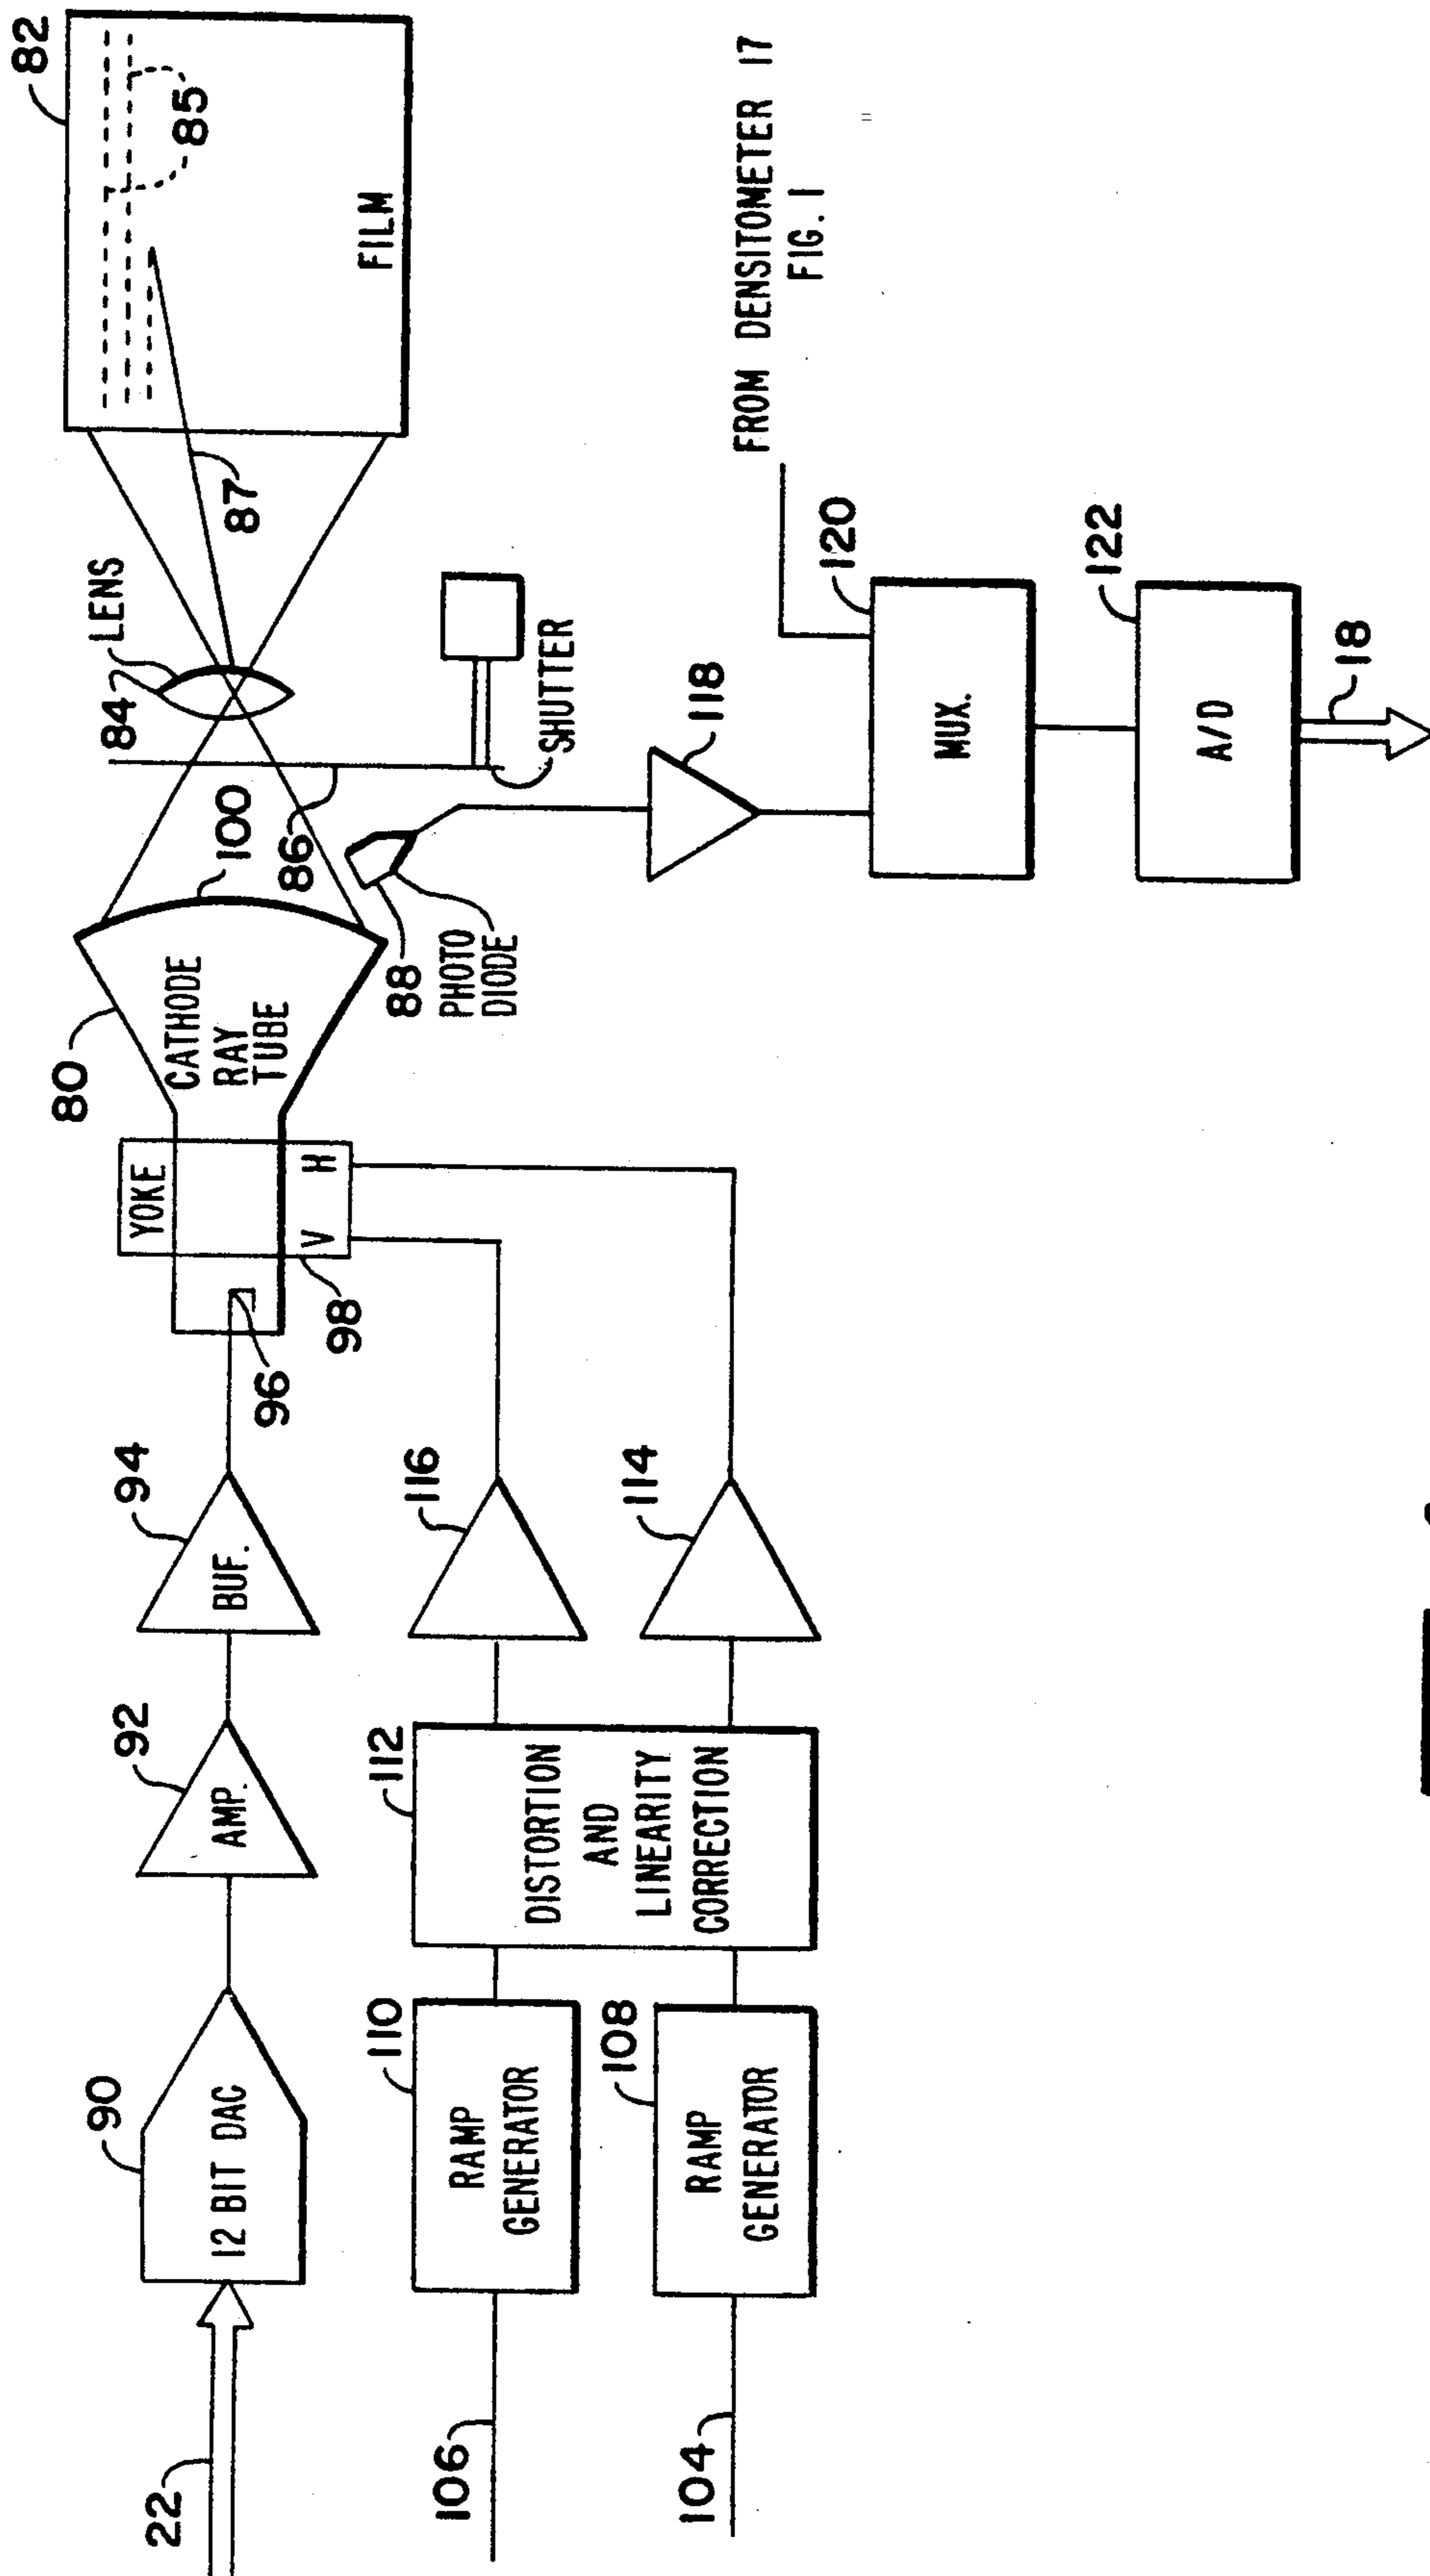 22
90
12 BIT DAC
92
AMP.
94
BUF.
96
YOKE
V H
98
80
CATHODE
RAY
TUBE
100
84
LENS
86
SHUTTER
88
PHOTO
DIODE
87
82
85
FILM
106
110
RAMP
GENERATOR
104
108
RAMP
GENERATOR
112
DISTORTION
AND
LINEARITY
CORRECTION
116
114
118
FROM DENSITOMETER 17
FIG. 1
120
MUX.
122
A/D
18